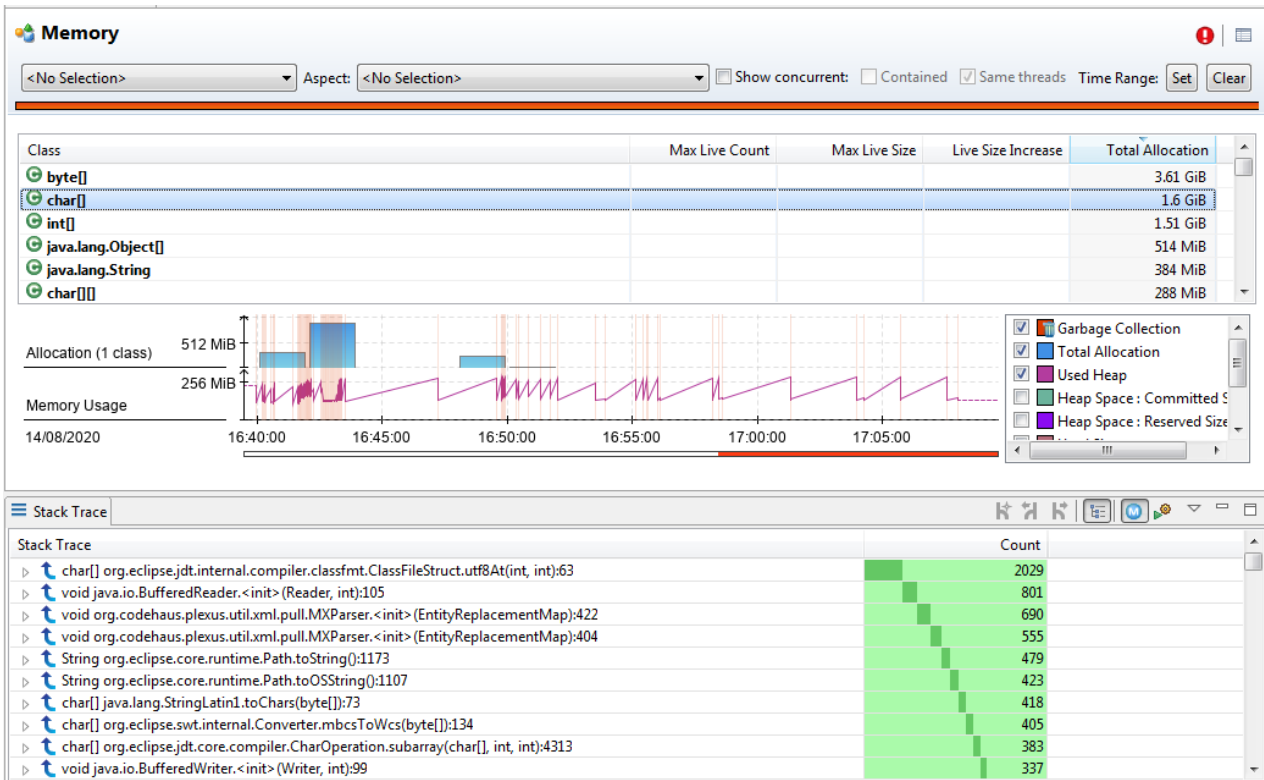 Memory
<No Selection> Aspect: <No Selection> Show concurrent: Contained Same threads Time Range: Set Clear
Class Max Live Count Max Live Size Live Size Increase Total Allocation
byte[] 3.61 GiB
char[] 1.6 GiB
int[] 1.51 GiB
java.lang.Object[] 514 MiB
java.lang.String 384 MiB
char[][] 288 MiB
Allocation (1 class) 512 MiB
256 MiB
Memory Usage
14/08/2020 16:40:00 16:45:00 16:50:00 16:55:00 17:00:00 17:05:00
Garbage Collection
Total Allocation
Used Heap
Heap Space : Committed S
Heap Space : Reserved Size
Stack Trace
Stack Trace Count
char[] org.eclipse.jdt.internal.compiler.classfmt.ClassFileStruct.utf8At(int, int):63 2029
void java.io.BufferedReader.<init>(Reader, int):105 801
void org.codehaus.plexus.util.xml.pull.MXParser.<init>(EntityReplacementMap):422 690
void org.codehaus.plexus.util.xml.pull.MXParser.<init>(EntityReplacementMap):404 555
String org.eclipse.core.runtime.Path.toString():1173 479
String org.eclipse.core.runtime.Path.toOSString():1107 423
char[] java.lang.StringLatin1.toChars(byte[]):73 418
char[] org.eclipse.swt.internal.Converter.mbcsToWcs(byte[]):134 405
char[] org.eclipse.jdt.core.compiler.CharOperation.subarray(char[], int, int):4313 383
void java.io.BufferedWriter.<init>(Writer, int):99 337